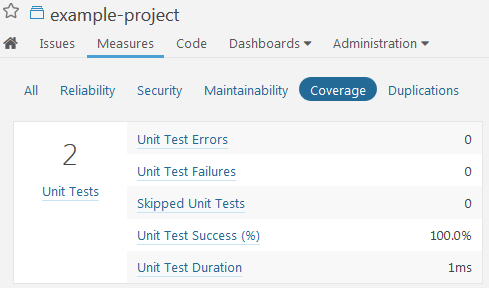 example-project
Issues Measures Code Dashboards Administration
All Reliability Security Maintainability Coverage Duplications
2
Unit Tests
Unit Test Errors 0
Unit Test Failures 0
Skipped Unit Tests 0
Unit Test Success (%) 100.0%
Unit Test Duration 1ms